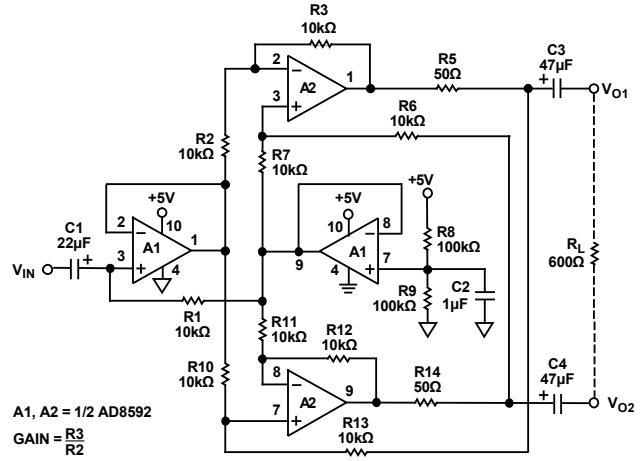 R3
10kΩ
2
3
A2
1
R5
50Ω
C3
47µF
+
VO1
R6
10kΩ
R2
10kΩ
R7
10kΩ
+5V
+5V
+5V
C1
22µF
+
VIN
2
3
10
A1
4
1
10
8
A1
7
4
9
R8
100kΩ
R9
100kΩ
C2
1µF
RL
600Ω
R1
10kΩ
R11
10kΩ
R12
10kΩ
R10
10kΩ
8
7
A2
9
R14
50Ω
C4
47µF
+
VO2
R13
10kΩ
A1, A2 = 1/2 AD8592
GAIN = R3/R2